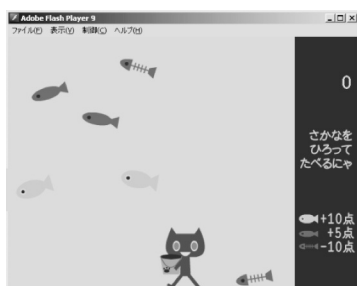 Adobe Flash Player 9
ファイル(F) 表示(V) 制御(C) ヘルプ(H)
0
さかなを
ひろって
たべるにゃ
+10点
+5点
-10点